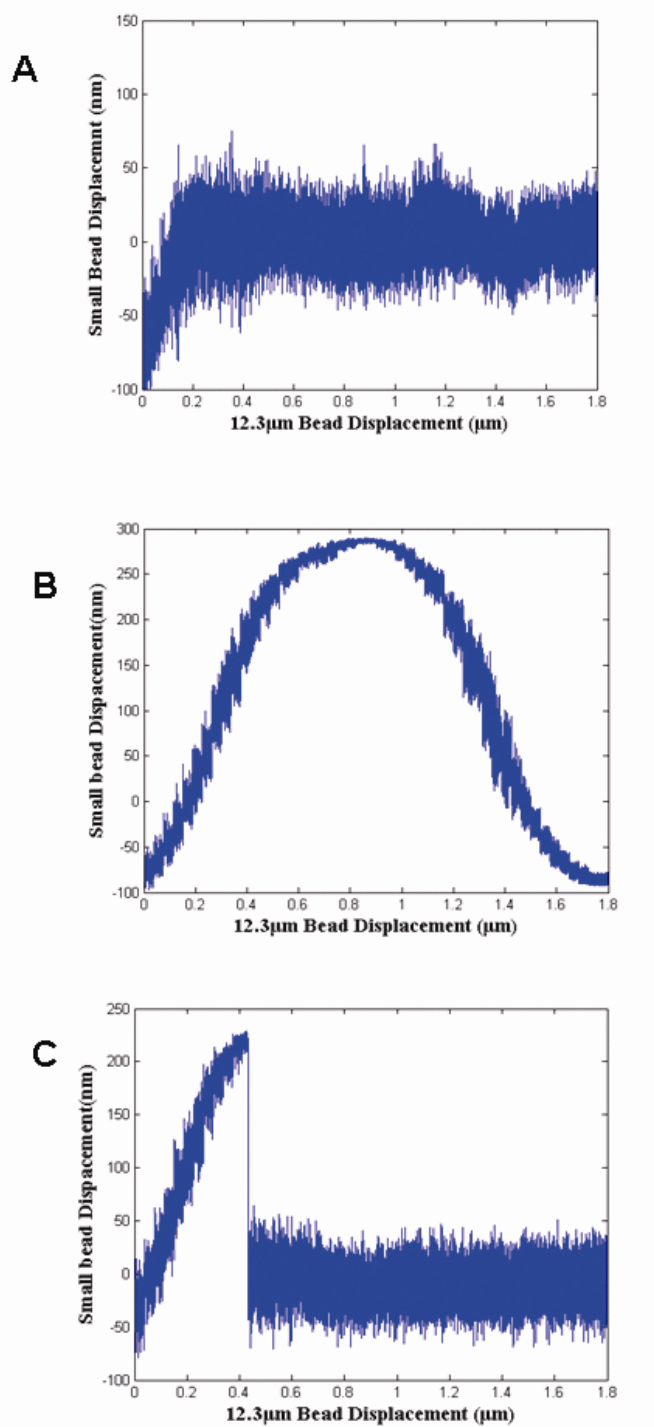 A
150
100
50
0
-50
-100
Small Bead Displacemnt (nm)
0 0.2 0.4 0.6 0.8 1 1.2 1.4 1.6 1.8
12.3µm Bead Displacement (µm)
B
300
250
200
150
100
50
0
-50
-100
Small bead Dispacement(nm)
0 0.2 0.4 0.6 0.8 1 1.2 1.4 1.6 1.8
12.3µm Bead Displacement (µm)
C
250
200
150
100
50
0
-50
-100
Small bead Dispacement(nm)
0 0.2 0.4 0.6 0.8 1 1.2 1.4 1.6 1.8
12.3µm Bead Displacement (µm)